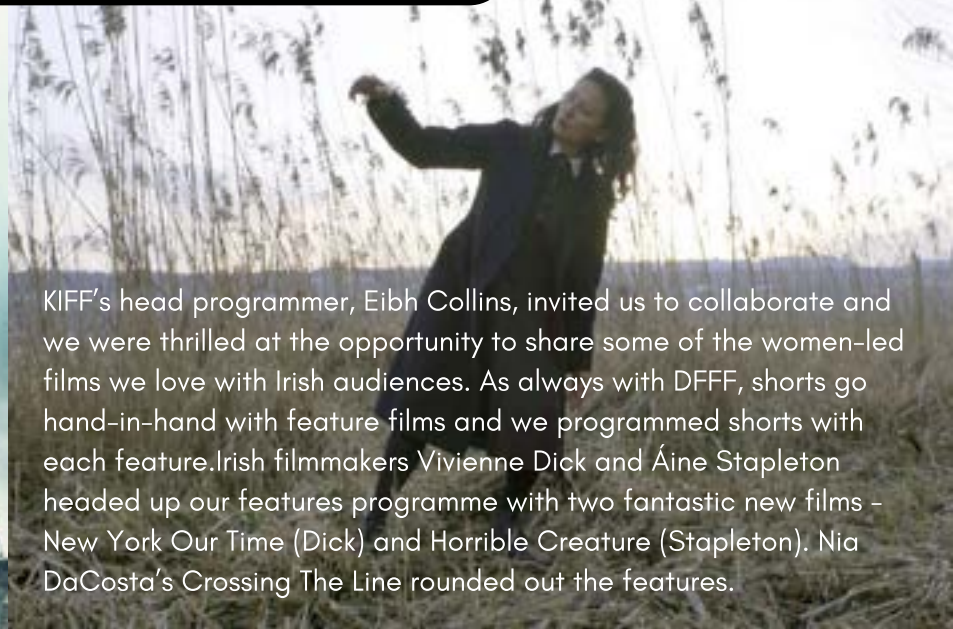 KIFF's head programmer, Eibh Collins, invited us to collaborate and
we were thrilled at the opportunity to share some of the women-led
films we love with Irish audiences. As always with DFFF, shorts go
hand-in-hand with feature films and we programmed shorts with
each feature.Irish filmmakers Vivienne Dick and Áine Stapleton
headed up our features programme with two fantastic new films -
New York Our Time (Dick) and Horrible Creature (Stapleton). Nia
DaCosta's Crossing The Line rounded out the features.